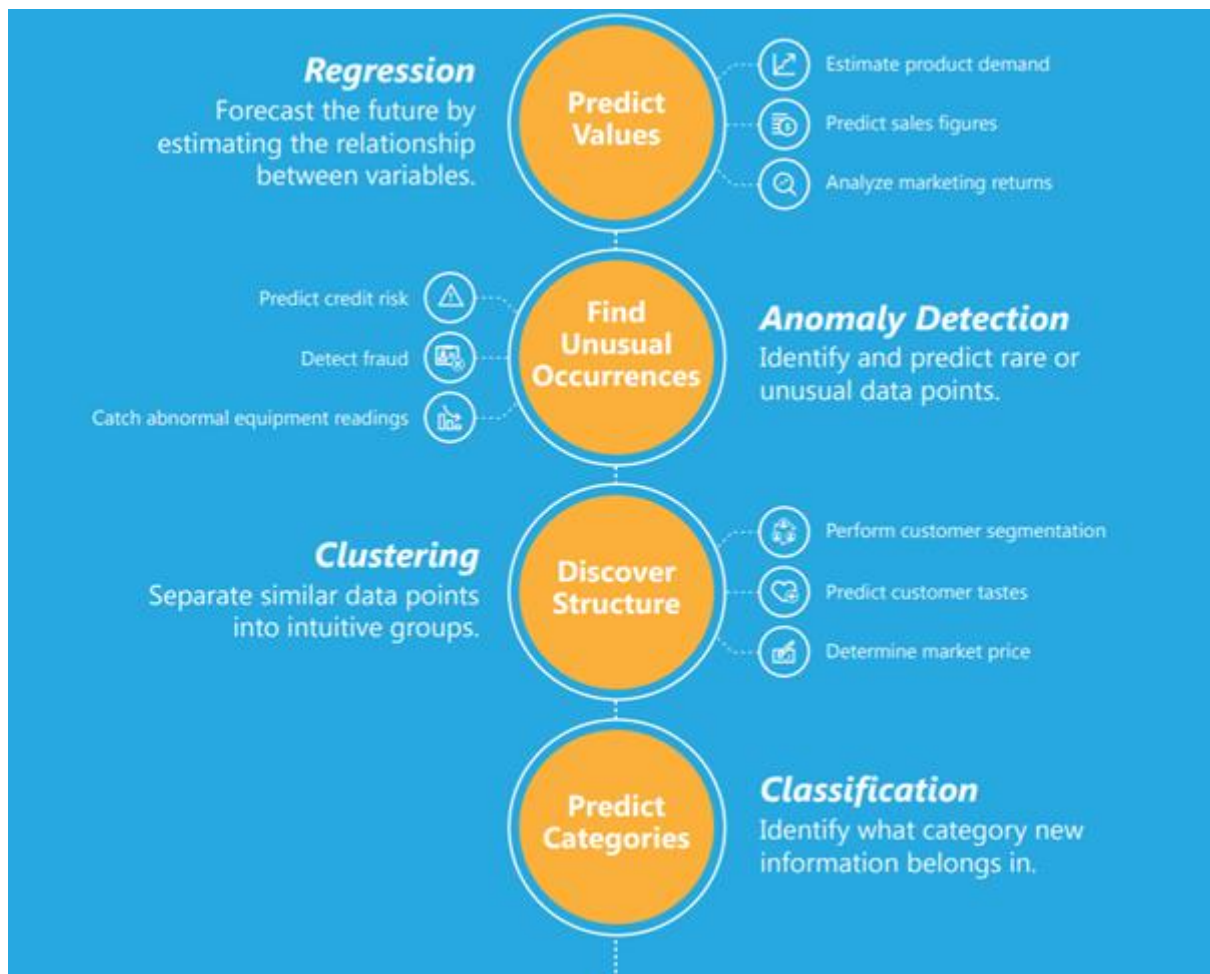 Regression
Forecast the future by
estimating the relationship
between variables.
Predict
Values
Estimate product demand
Predict sales figures
Analyze marketing returns
Predict credit risk
Detect fraud
Catch abnormal equipment readings
Find
Unusual
Occurrences
Anomaly Detection
Identify and predict rare or
unusual data points.
Clustering
Separate similar data points
into intuitive groups.
Discover
Structure
Perform customer segmentation
Predict customer tastes
Determine market price
Predict
Categories
Classification
Identify what category new
information belongs in.